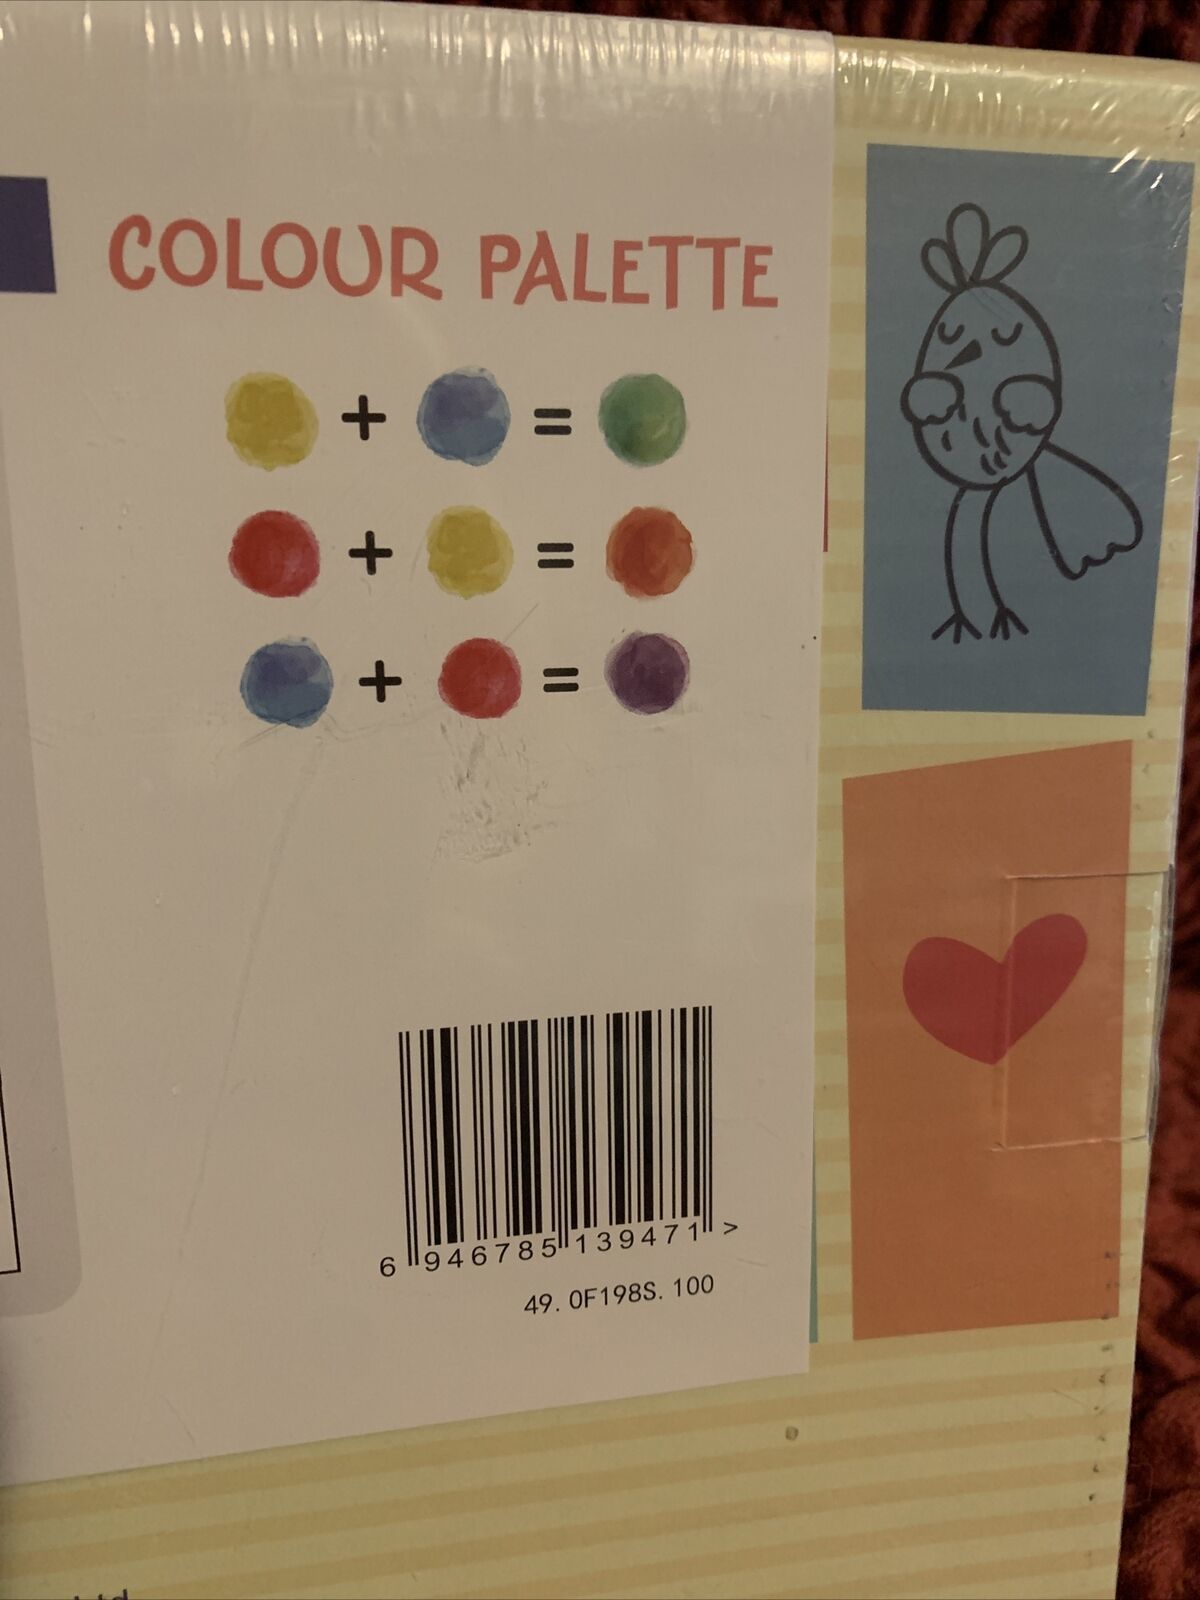 COLOUR PALETTE
+ =
+ =
+ =
6 946785 139471 >
49. 0F198S. 100